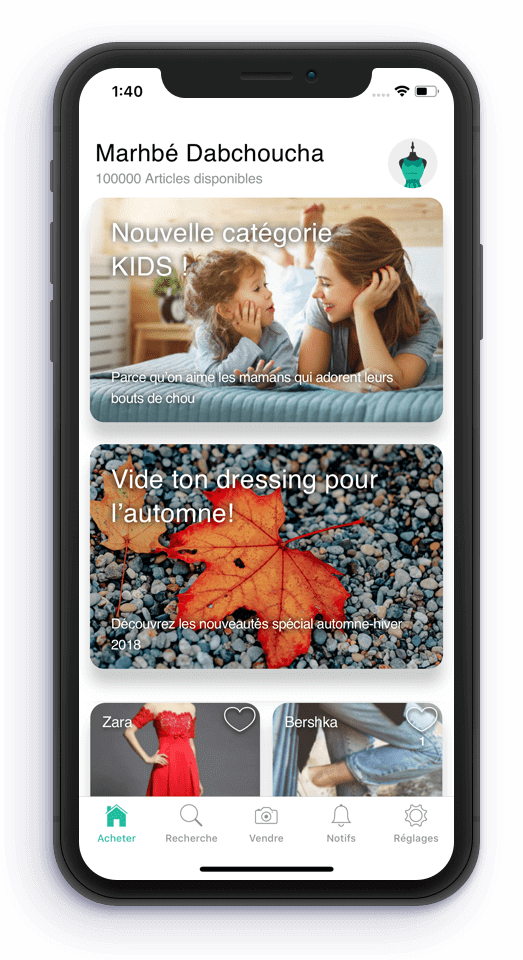 1:40
Marhbé Dabchoucha
100000 Articles disponibles
Nouvelle catégorie
KIDS !
Parce qu'on aime les mamans qui adorent leurs
bouts de chou
Vide ton dressing pour
l'automne!
Découvrez les nouveautés spécial automne-hiver
2018
Zara
Bershka
1
Acheter
Recherche
Vendre
Notifs
Réglages